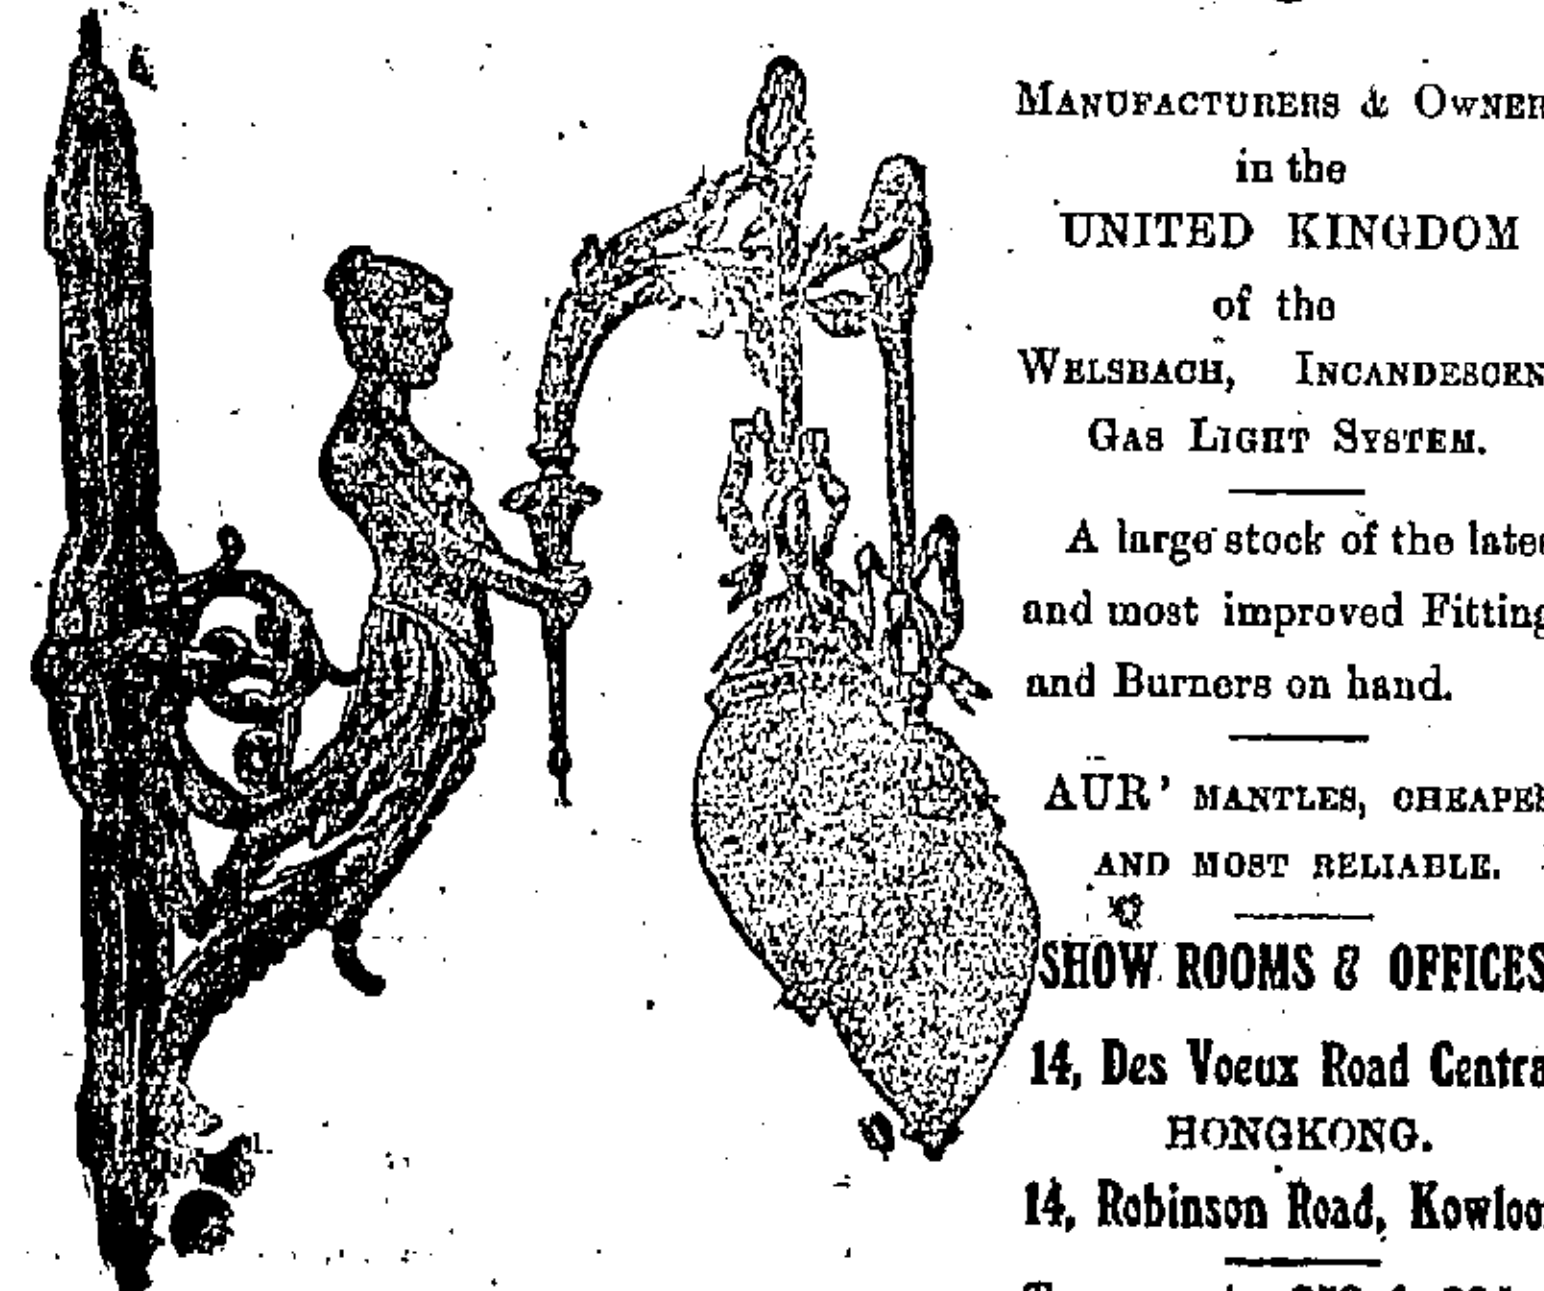 MANUFACTURERS & OWNER
in the
UNITED KINGDOM
of the
WELSBACH, INCANDESCEN
GAS LIGHT SYSTEM.
A large stock of the late
and most improved Fitting
and Burners on hand.
AUR' MANTLES, CHEAPE
AND MOST RELIABLE.
SHOW ROOMS & OFFICES
14, Des Voeux Road Centra
HONGKONG.
14, Robinson Road, Kowloo